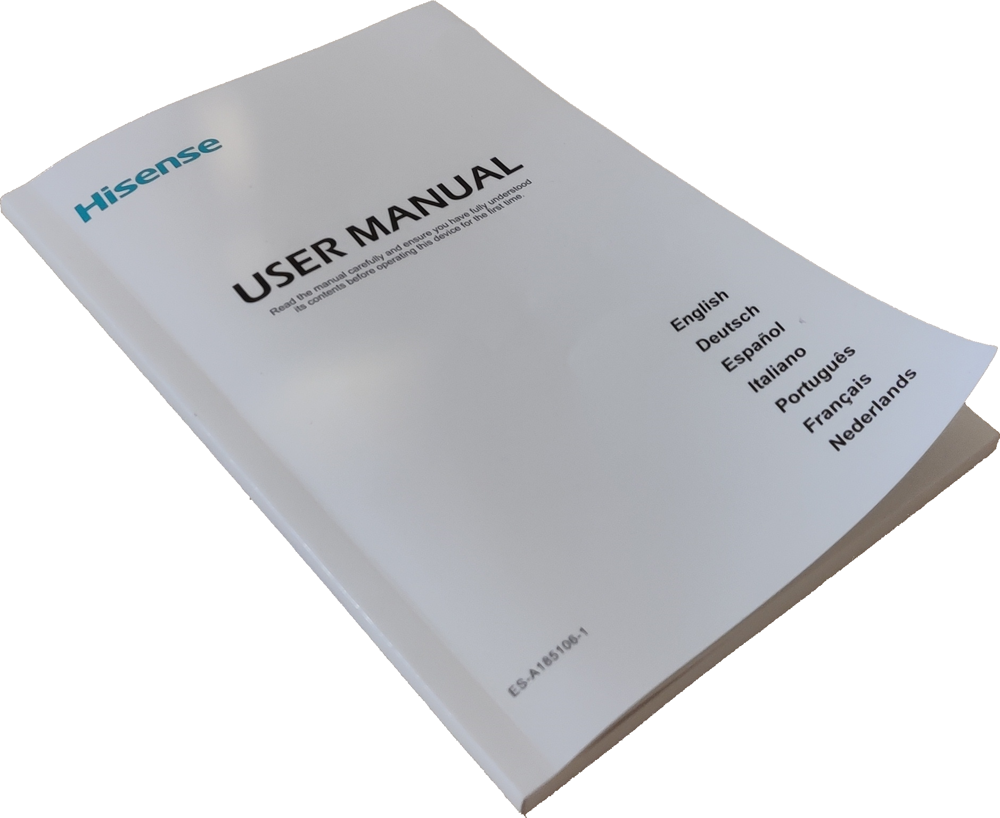 Hisense
USER MANUAL
Read the manual carefully and ensure you have fully understood
its contents before operating this device for the first time.
English
Deutsch
Español
Italiano
Português
Français
Nederlands
ES-A185106-1